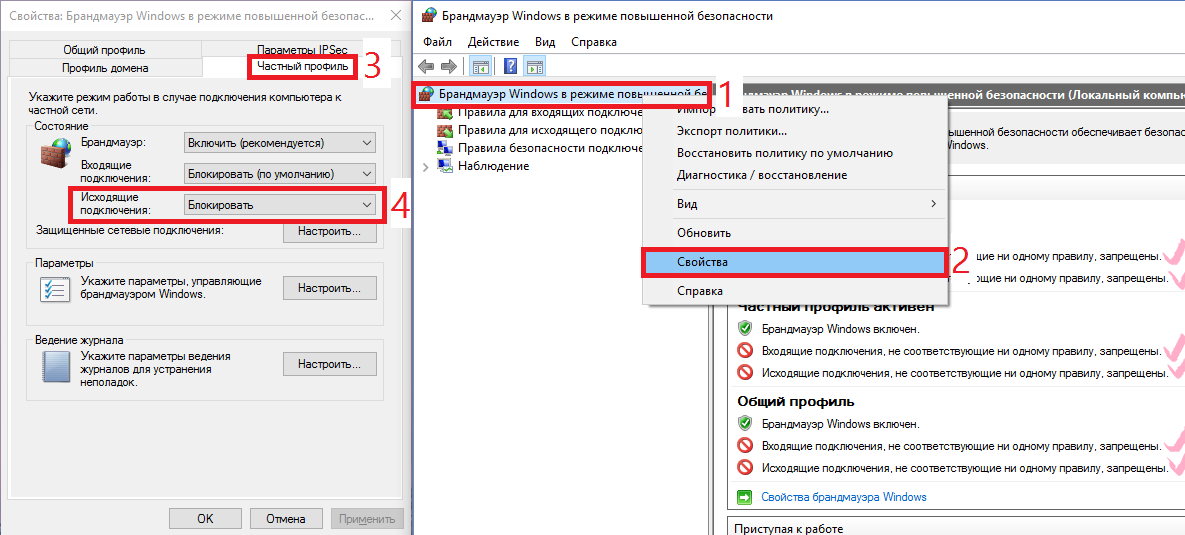 Свойства: Брандмауэр Windows в режиме повышенной безопас...
Общий профиль
Параметры IPSec
Профиль домена
Частный профиль
3
Укажите режим работы в случае подключения компьютера к
частной сети.
Состояние
Брандмауэр:
Включить (рекомендуется)
Входящие
подключения:
Блокировать (по умолчанию)
Исходящие
подключения:
Блокировать
4
Защищенные сетевые подключения:
Настроить...
Параметры
Укажите параметры, управляющие
брандмауэром Windows.
Настроить...
Ведение журнала
Укажите параметры ведения
журналов для устранения
неполадок.
Настроить...
OK
Отмена
Применить
Брандмауэр Windows в режиме повышенной безопасности
Файл Действие Вид Справка
Брандмауэр Windows в режиме повышенной бе
1
Правила для входящих подключе
Правила для исходящего подклю
Правила безопасности подключе
Наблюдение
Импор вать политику...
Экспорт политики...
Восстановить политику по умолчанию
Диагностика / восстановление
Вид
Обновить
Свойства
2
Справка
мауэр Windows в режиме повышенной безопасности (Локальный компью
вышенной безопасности обеспечивает безопас
Windows.
ие ни одному правилу, запрещены.
ие ни одному правилу, запрещены.
Частный профиль активен
Брандмауэр Windows включен.
Входящие подключения, не соответствующие ни одному правилу, запрещены.
Исходящие подключения, не соответствующие ни одному правилу, запрещены.
Общий профиль
Брандмауэр Windows включен.
Входящие подключения, не соответствующие ни одному правилу, запрещены.
Исходящие подключения, не соответствующие ни одному правилу, запрещены.
Свойства брандмауэра Windows
Приступая к работе